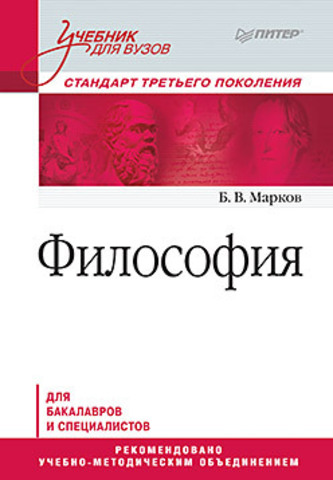 Учебник
для вузов
ПИТЕР®
СТАНДАРТ ТРЕТЬЕГО ПОКОЛЕНИЯ
Б. В. Марков
Философия
ДЛЯ
БАКАЛАВРОВ
И СПЕЦИАЛИСТОВ
РЕКОМЕНДОВАНО
УЧЕБНО-МЕТОДИЧЕСКИМ ОБЪЕДИНЕНИЕМ